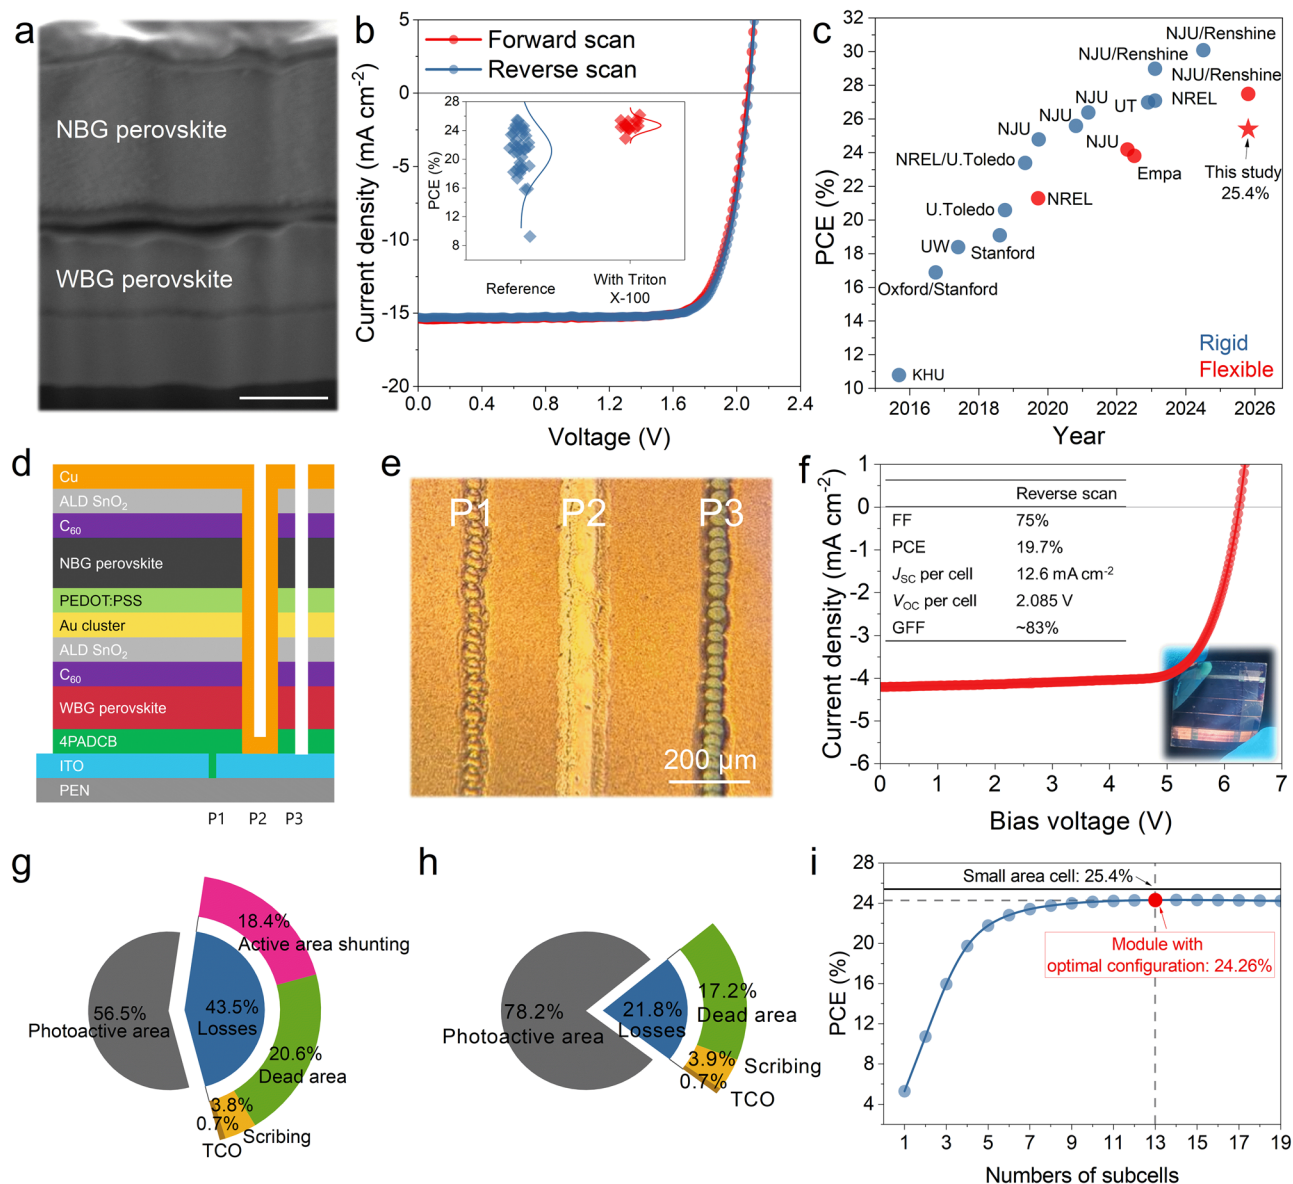 a
NBG perovskite
WBG perovskite
b
Forward scan
Reverse scan
Current density (mA cm-2)
5
0
-5
-10
-15
-20
0.0 0.4 0.8 1.2 1.6 2.0 2.4
Voltage (V)
PCE (%)
28
24
20
16
12
8
Reference
With Triton
X-100
c
PCE (%)
32
30
28
26
24
22
20
18
16
14
12
10
2016 2018 2020 2022 2024 2026
Year
NJU/Renshine
NJU/Renshine
NJU/Renshine
NJU
UT
NREL
NJU
NJU
NJU
NREL/U.Toledo
Empa
This study
25.4%
NREL
U.Toledo
UW
Stanford
Oxford/Stanford
KHU
Rigid
Flexible
d
Cu
ALD SnO2
C60
NBG perovskite
PEDOT:PSS
Au cluster
ALD SnO2
C60
WBG perovskite
4PADCB
ITO
PEN
P1 P2 P3
e
P1 P2 P3
200 μm
f
Current density (mA cm-2)
1
0
-1
-2
-3
-4
-5
-6
0 1 2 3 4 5 6 7
Bias voltage (V)
Reverse scan
FF 75%
PCE 19.7%
JSC per cell 12.6 mA cm-2
VOC per cell 2.085 V
GFF ~83%
g
18.4%
Active area shunting
56.5%
Photoactive area
43.5%
Losses
20.6%
Dead area
3.8%
Scribing
0.7%
TCO
h
78.2%
Photoactive area
21.8%
Losses
17.2%
Dead area
3.9%
Scribing
0.7%
TCO
i
PCE (%)
28
24
20
16
12
8
4
1 3 5 7 9 11 13 15 17 19
Numbers of subcells
Small area cell: 25.4%
Module with
optimal configuration: 24.26%